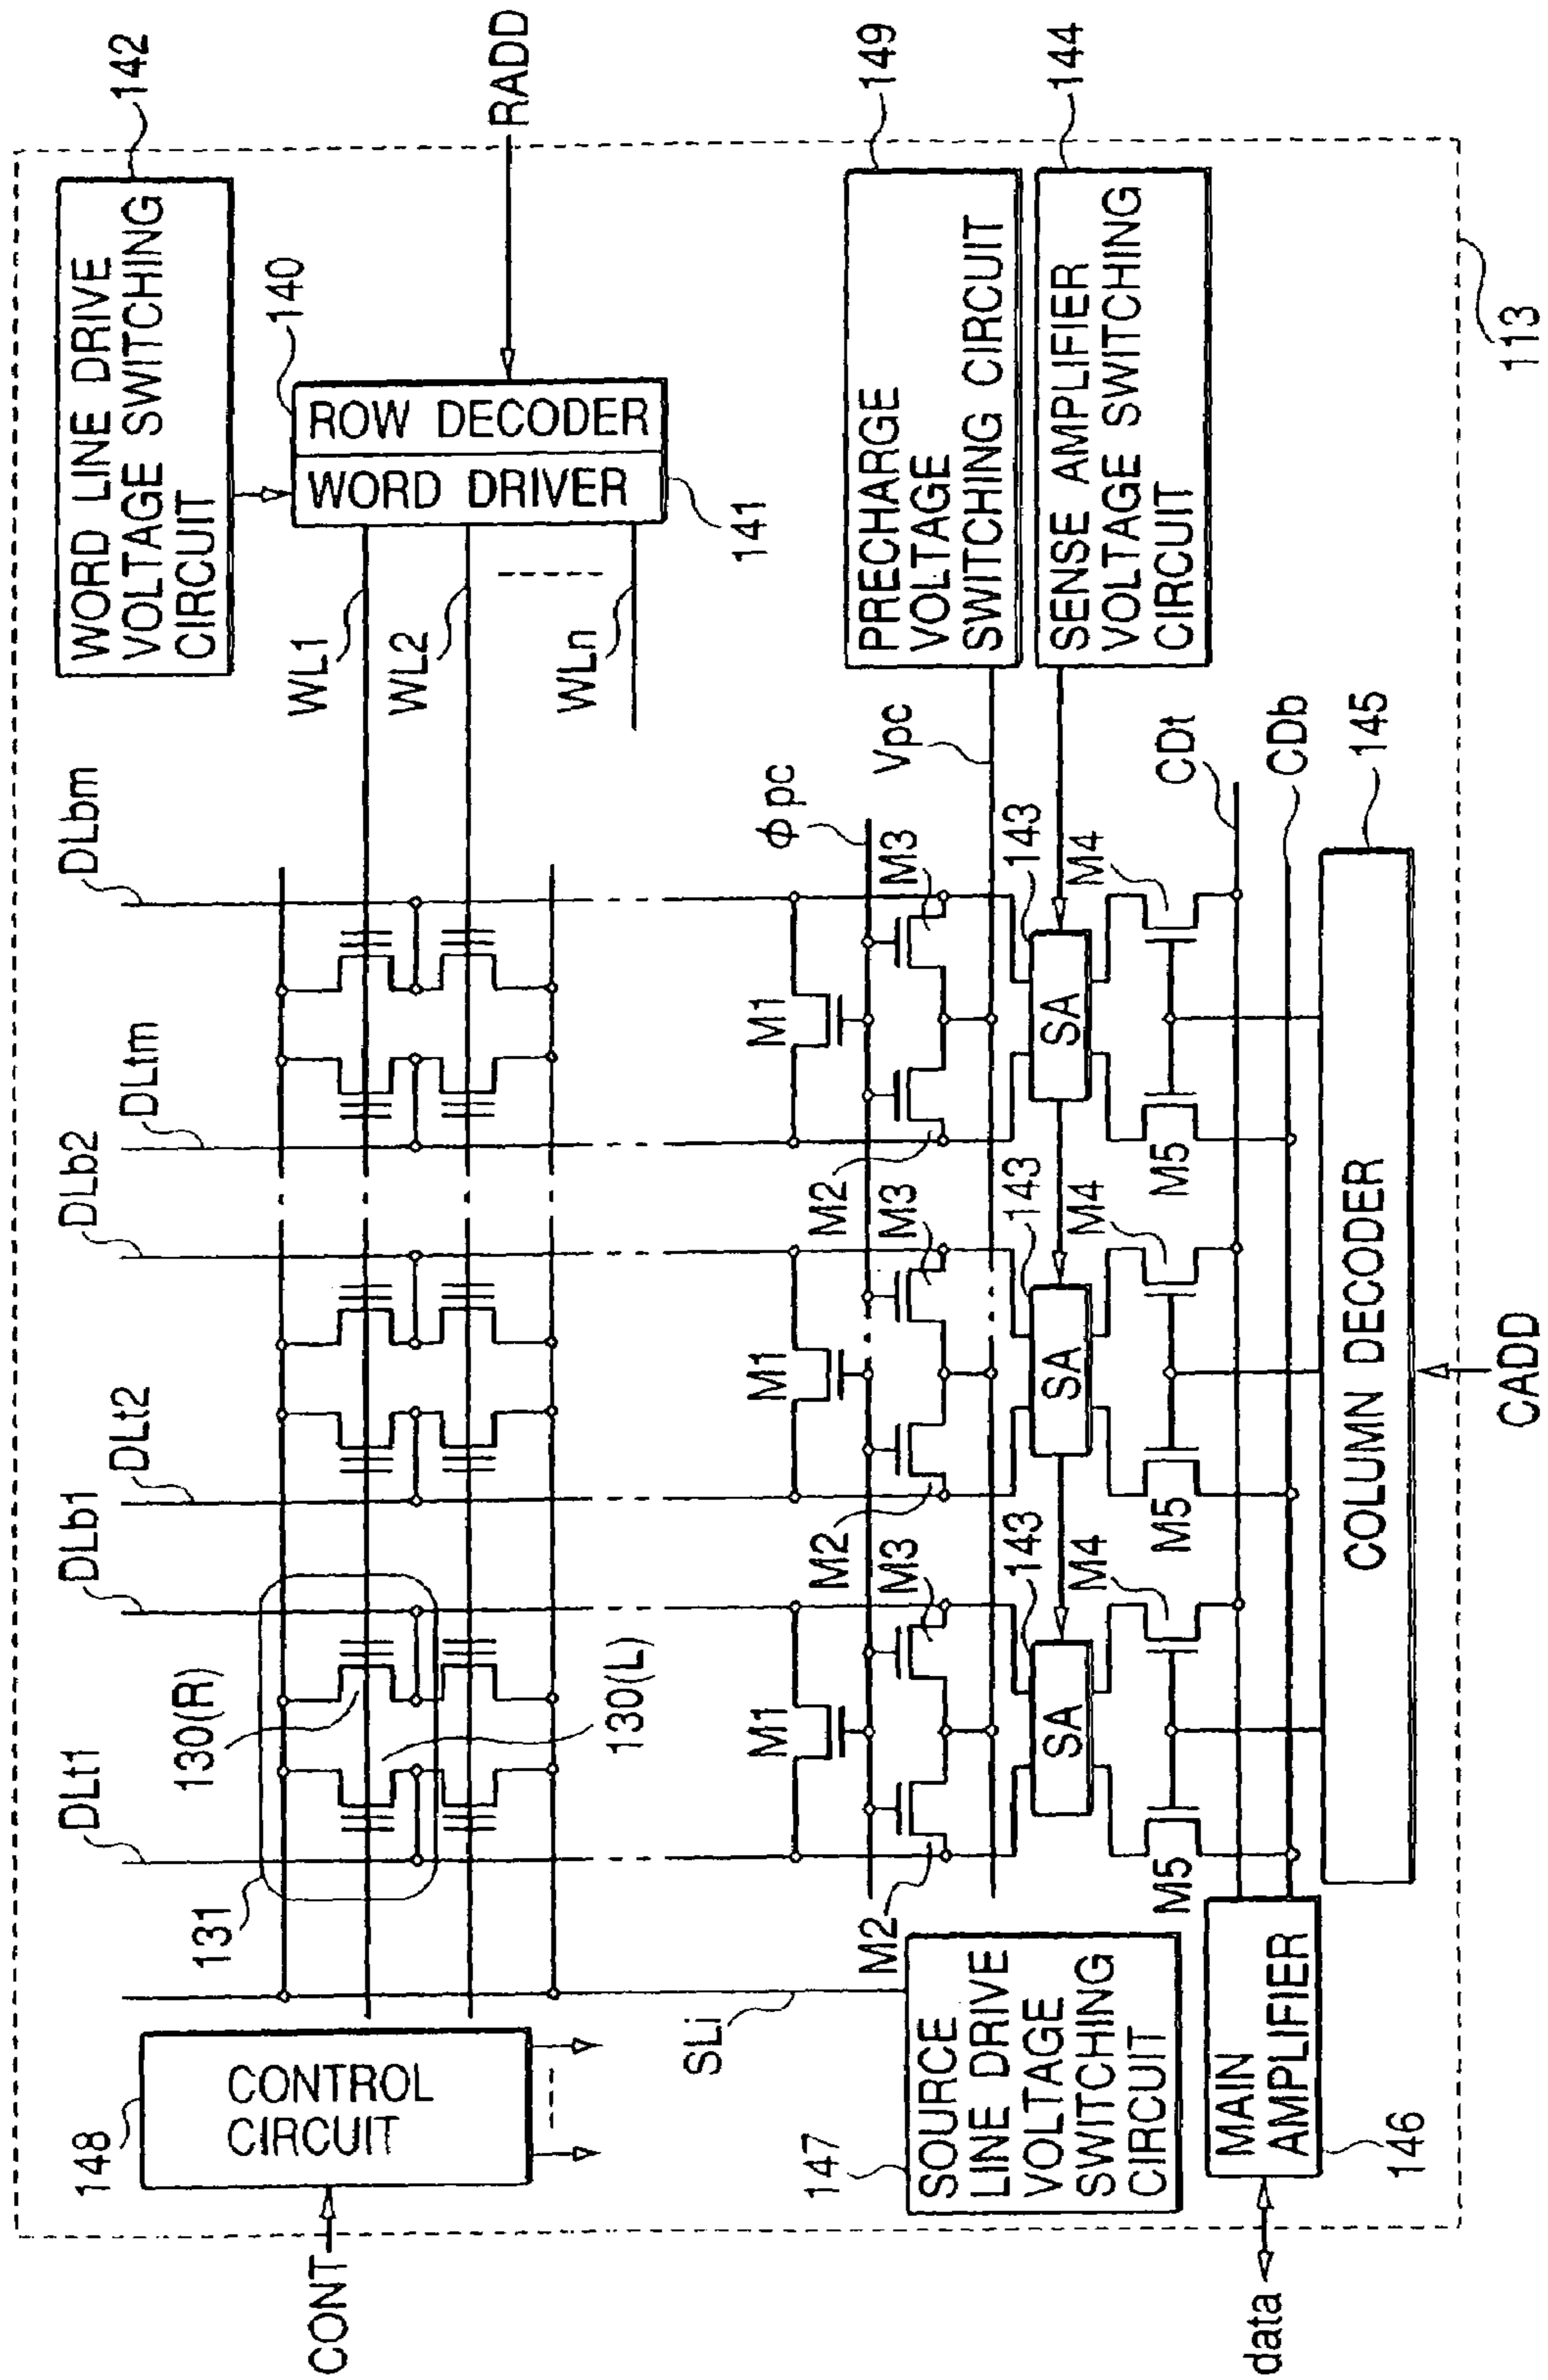 CONT
148
CONTROL
CIRCUIT
131
DLt1
DLb1
DLt2
DLb2
DLtm
DLbm
WORD LINE DRIVE
VOLTAGE SWITCHING
CIRCUIT
142
130(R)
130(L)
WL1
WL2
WLn
140
ROW DECODER
WORD DRIVER
141
RADD
SLi
147
SOURCE
LINE DRIVE
VOLTAGE
SWITCHING
CIRCUIT
M1
M1
M1
Φpc
M2
M3
M2
M3
M2
M3
Vpc
PRECHARGE
VOLTAGE
SWITCHING CIRCUIT
149
SA
143
SA
143
SA
143
SENSE AMPLIFIER
VOLTAGE SWITCHING
CIRCUIT
144
M5
M4
M5
M4
M5
M4
CDt
CDb
data
MAIN
AMPLIFIER
146
COLUMN DECODER
145
CADD
113